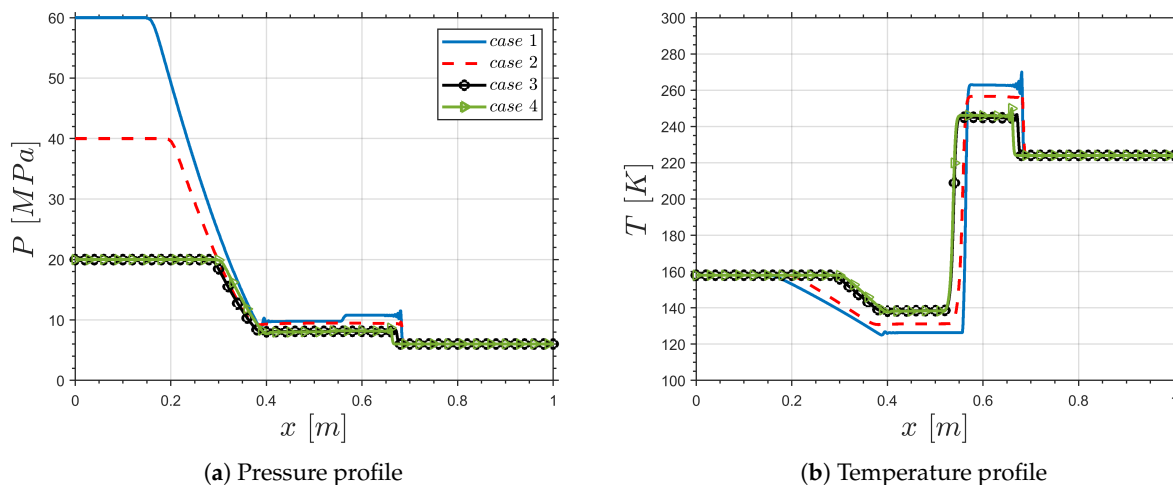 60
50
40
30
20
10
0
P [MPa]
case 1
case 2
case 3
case 4
0 0.2 0.4 0.6 0.8 1
x [m]
(a) Pressure profile
300
280
260
240
220
200
180
160
140
120
100
T [K]
0 0.2 0.4 0.6 0.8 1
x [m]
(b) Temperature profile